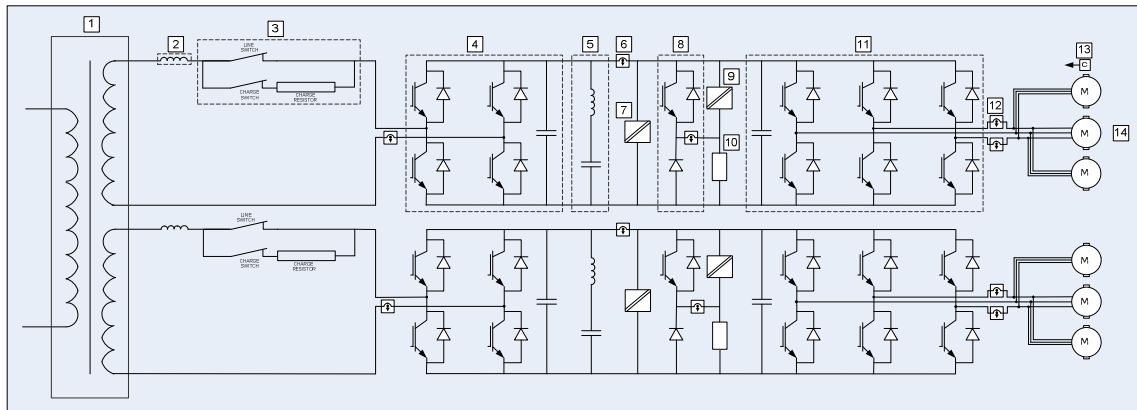 1
2
3
4
5
6
8
11
13
C
LINE
SWITCH
CHARGE
SWITCH
CHARGE
RESISTOR
7
9
10
12
14
M
M
M
LINE
SWITCH
CHARGE
SWITCH
CHARGE
RESISTOR
M
M
M